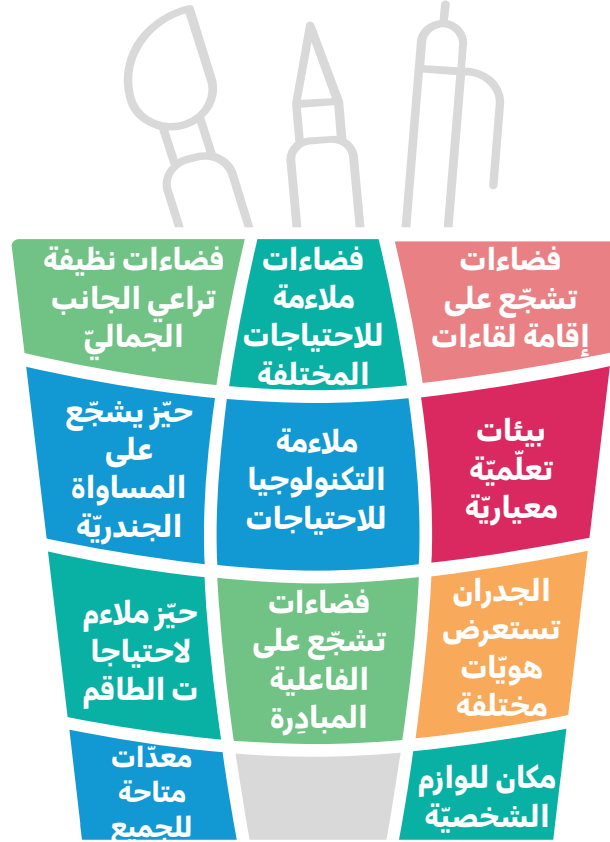 فضاءات
تشجّع على
إقامة لقاءات
فضاءات
ملاءمة
للاحتياجات
المختلفة
فضاءات نظيفة
تراعي الجانب
الجماليّ
بيئات
تعلّميّة
معياريّة
ملاءمة
التكنولوجيا
للاحتياجات
حيّز يشجّع
على
المساواة
الجندريّة
الجدران
تستعرض
هويّات
مختلفة
فضاءات
تشجّع على
الفاعلية
المبادِرة
حيّز ملاءم
لاحتياجا
ت الطاقم
مكان للوازم
الشخصيّة
معدّات
متاحة
للجميع